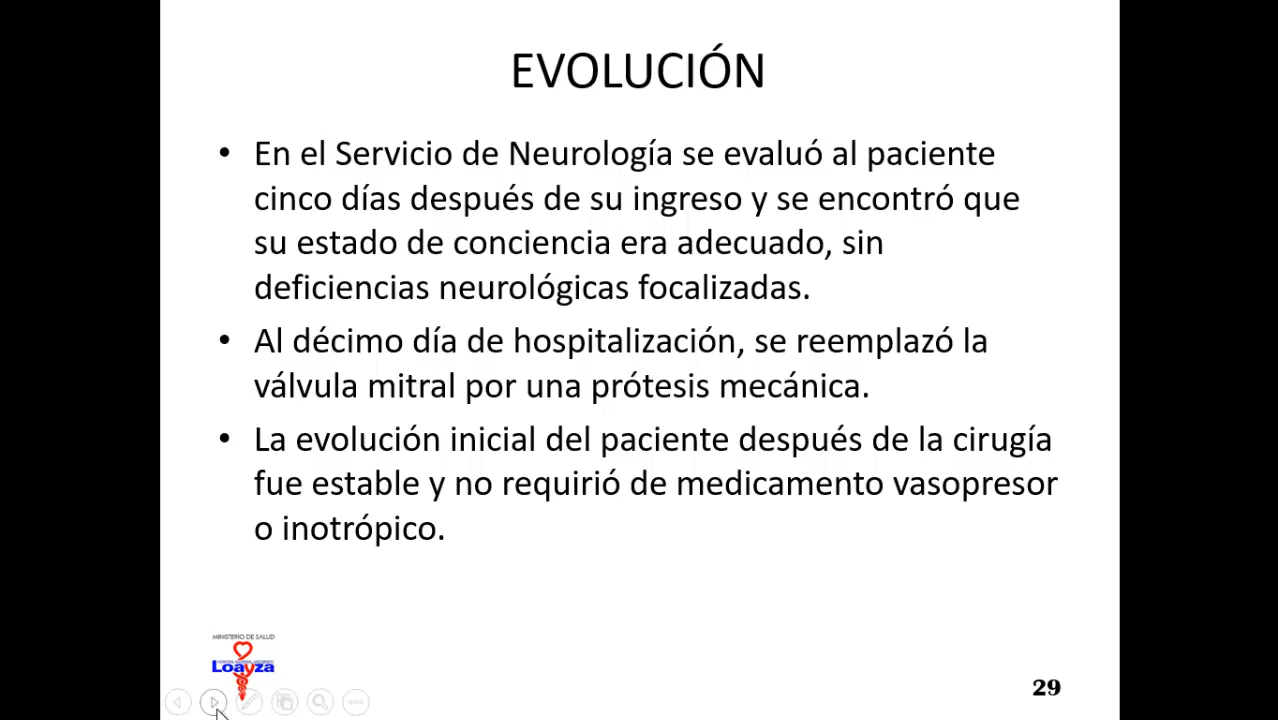 EVOLUCIÓN
• En el Servicio de Neurología se evaluó al paciente
cinco días después de su ingreso y se encontró que
su estado de conciencia era adecuado, sin
deficiencias neurológicas focalizadas.
• Al décimo día de hospitalización, se reemplazó la
válvula mitral por una prótesis mecánica.
• La evolución inicial del paciente después de la cirugía
fue estable y no requirió de medicamento vasopresor
o inotrópico.
MINISTERIO DE SALUD
Loayza
29